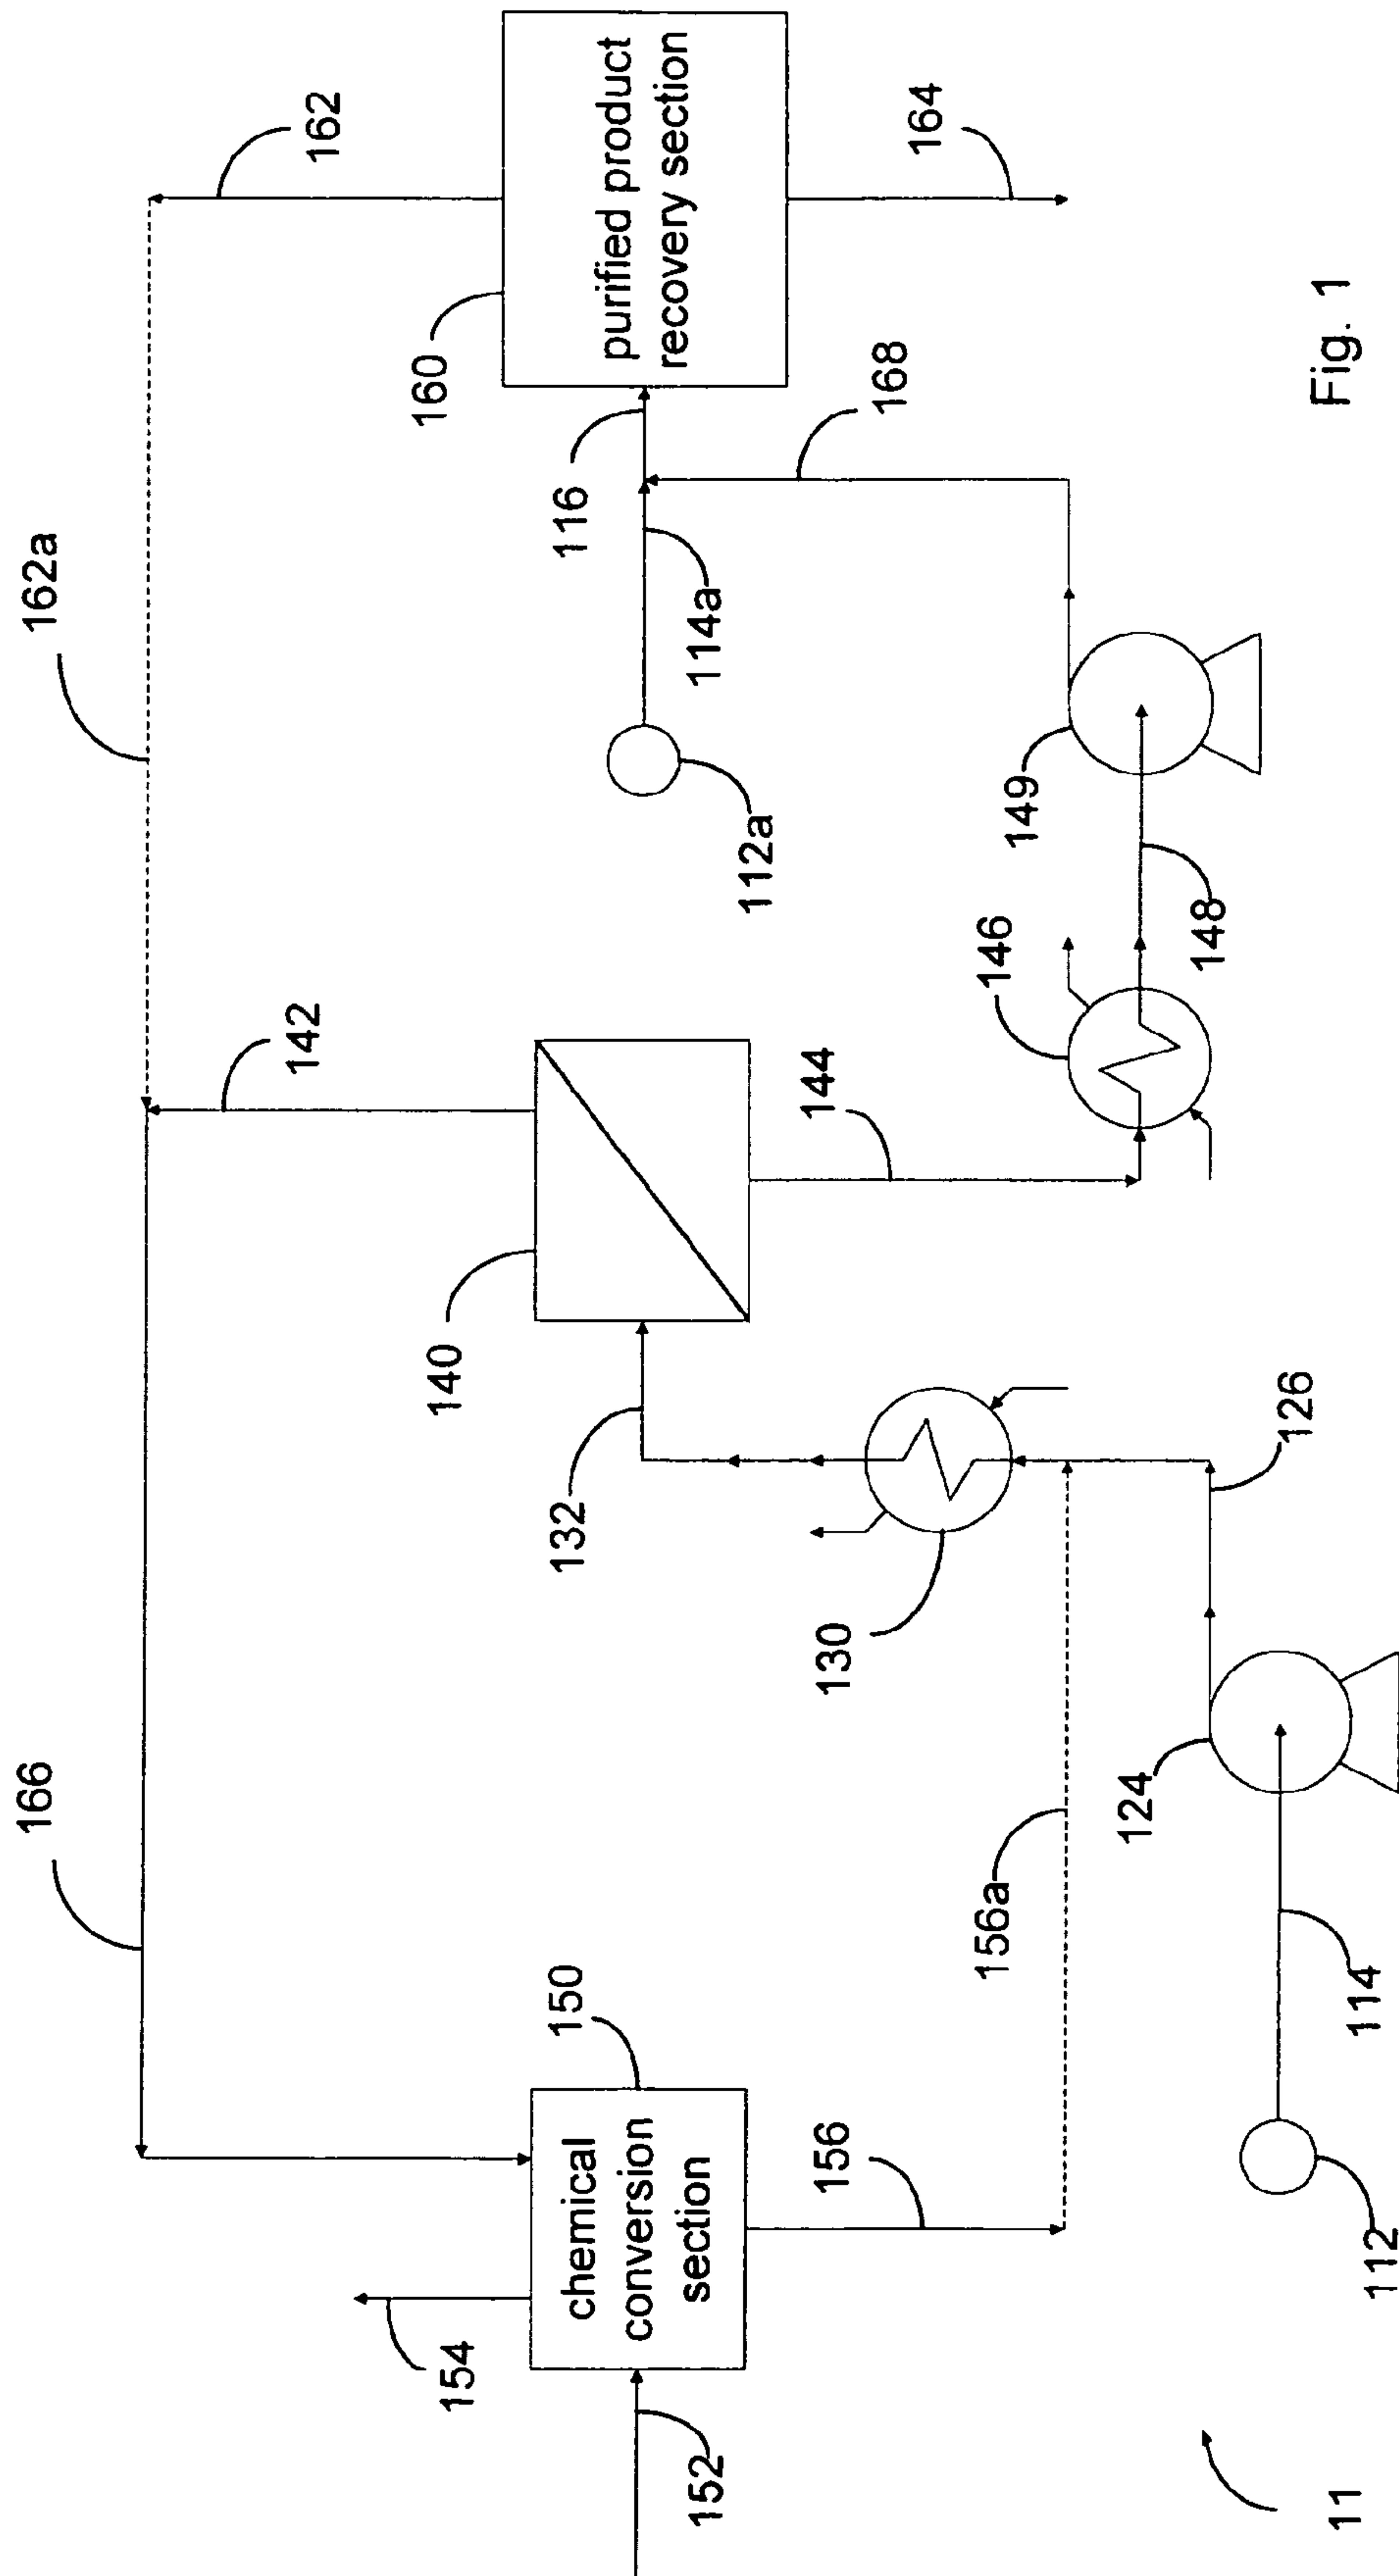 166
162a
162
142
154
150
chemical
conversion
section
152
156
156a
132
140
130
126
124
114
112
144
146
148
149
112a
114a
116
160
purified product
recovery section
164
168
11
Fig. 1